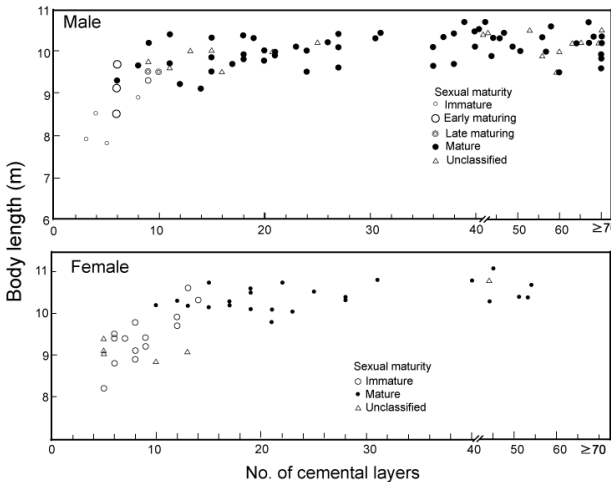 Male
11
10
9
8
7
6
Sexual maturity
Immature
Early maturing
Late maturing
Mature
Unclassified
0 10 20 30 40 50 60 ≥70
Body length (m)
Female
11
10
9
8
Sexual maturity
Immature
Mature
Unclassified
0 10 20 30 40 50 60 ≥70
No. of cemental layers